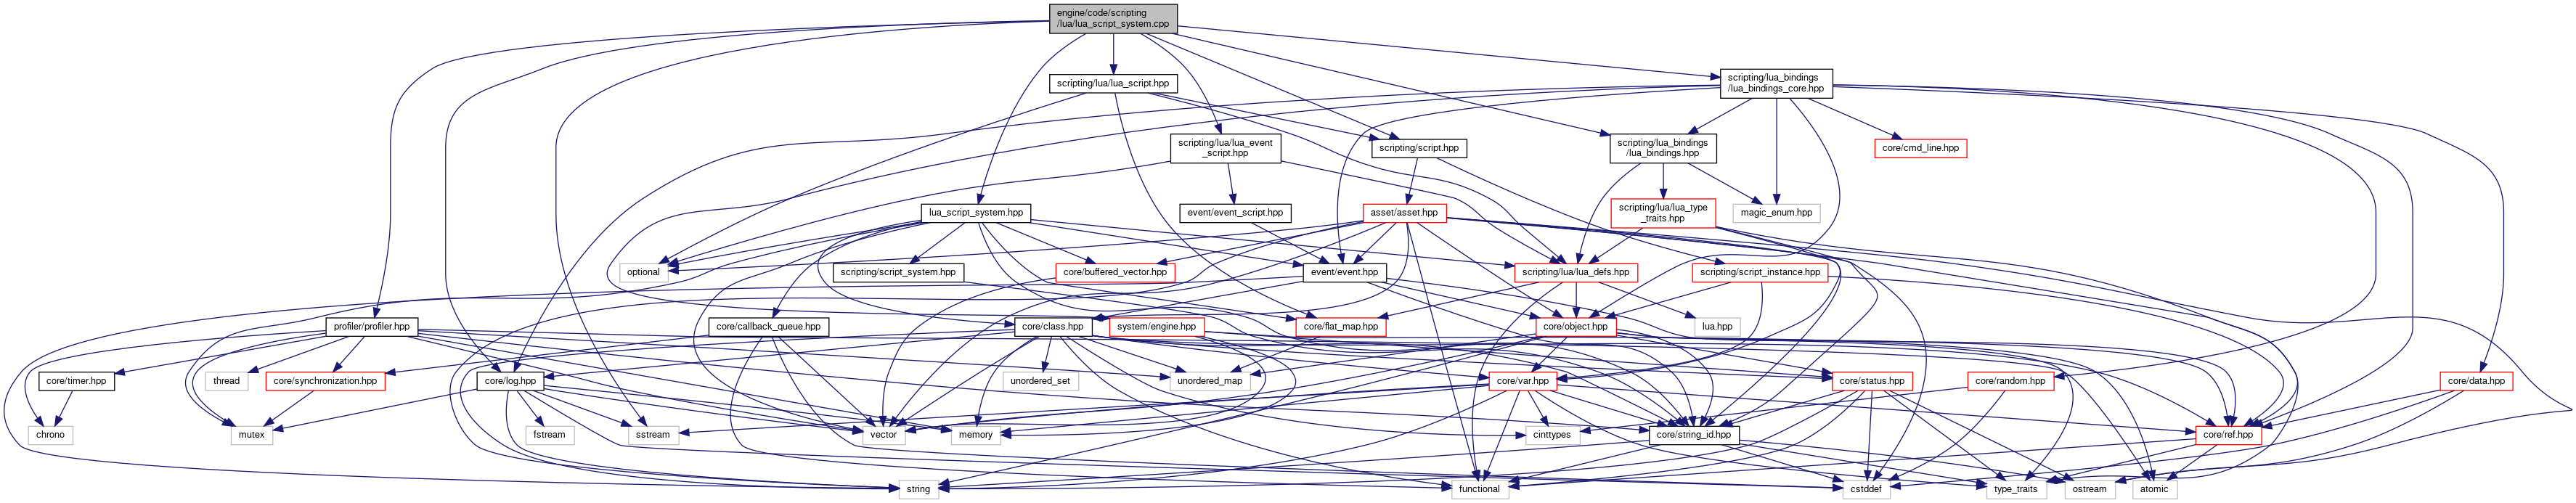 engine/code/scripting
/lua/lua_script_system.cpp
scripting/lua/lua_script.hpp
scripting/lua_bindings
/lua_bindings_core.hpp
scripting/lua/lua_event
_script.hpp
scripting/script.hpp
scripting/lua_bindings
/lua_bindings.hpp
core/cmd_line.hpp
lua_script_system.hpp
event/event_script.hpp
asset/asset.hpp
scripting/lua/lua_type
_traits.hpp
magic_enum.hpp
optional
scripting/script_system.hpp
core/buffered_vector.hpp
event/event.hpp
scripting/lua/lua_defs.hpp
scripting/script_instance.hpp
profiler/profiler.hpp
core/callback_queue.hpp
core/class.hpp
system/engine.hpp
core/flat_map.hpp
core/object.hpp
lua.hpp
core/timer.hpp
thread
core/synchronization.hpp
core/log.hpp
unordered_set
unordered_map
core/var.hpp
core/status.hpp
core/random.hpp
core/data.hpp
chrono
mutex
fstream
sstream
vector
memory
cinttypes
core/string_id.hpp
core/ref.hpp
string
functional
cstddef
type_traits
ostream
atomic